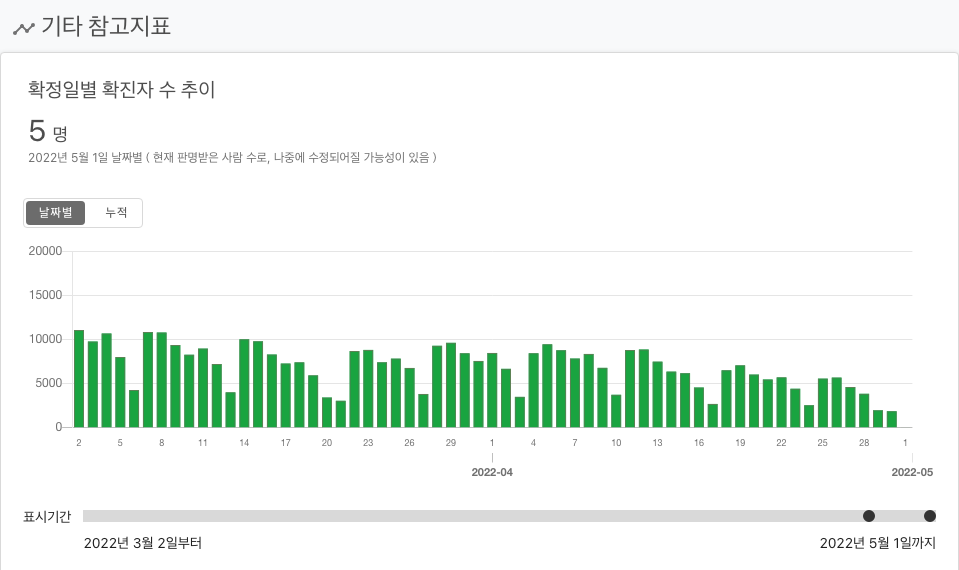 기타 참고지표
확정일별 확진자 수 추이
5 명
2022년 5월 1일 날짜별 ( 현재 판명받은 사람 수로, 나중에 수정되어질 가능성이 있음 )
날짜별 누적
20000
15000
10000
5000
0
2 5 8 11 14 17 20 23 26 29 1 4 7 10 13 16 19 22 25 28 1
2022-04 2022-05
표시기간
2022년 3월 2일부터 2022년 5월 1일까지